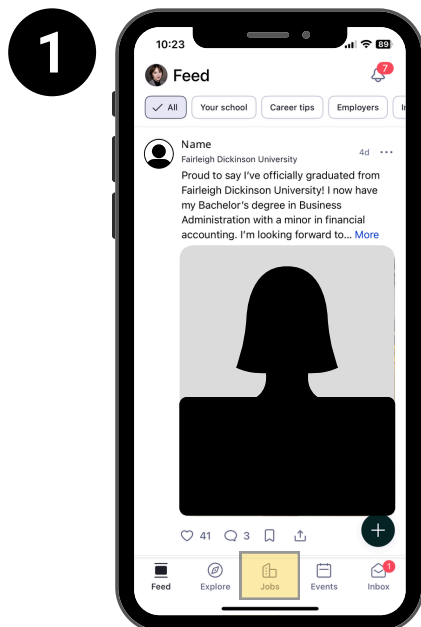 1
10:23
89
Feed
7
All
Your school
Career tips
Employers
Name
Fairleigh Dickinson University
4d
Proud to say I've officially graduated from
Fairleigh Dickinson University! I now have
my Bachelor's degree in Business
Administration with a minor in financial
accounting. I'm looking forward to... More
41
3
Feed
Explore
Jobs
Events
1
Inbox